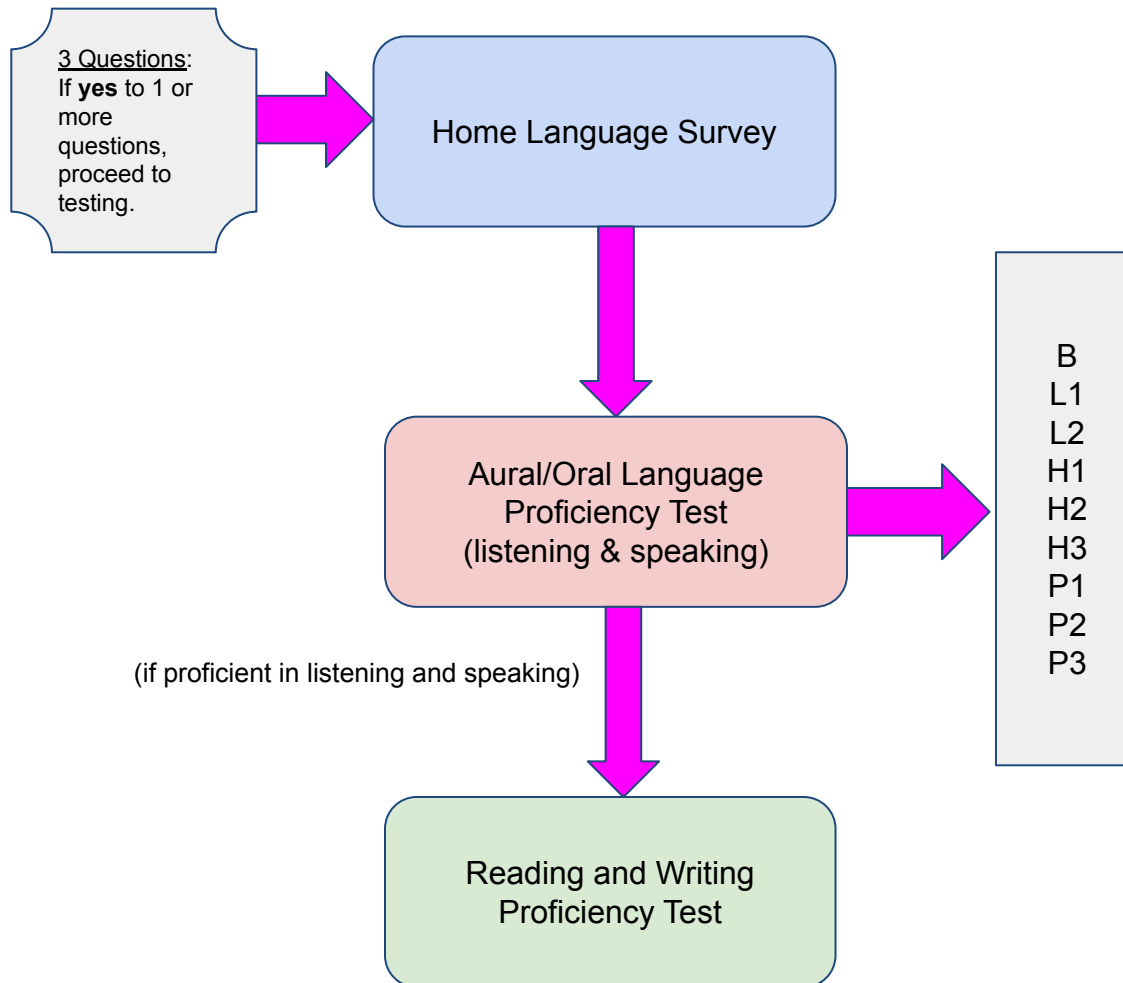 3 Questions:
If yes to 1 or
more
questions,
proceed to
testing.
Home Language Survey
Aural/Oral Language
Proficiency Test
(listening & speaking)
B
L1
L2
H1
H2
H3
P1
P2
P3
(if proficient in listening and speaking)
Reading and Writing
Proficiency Test